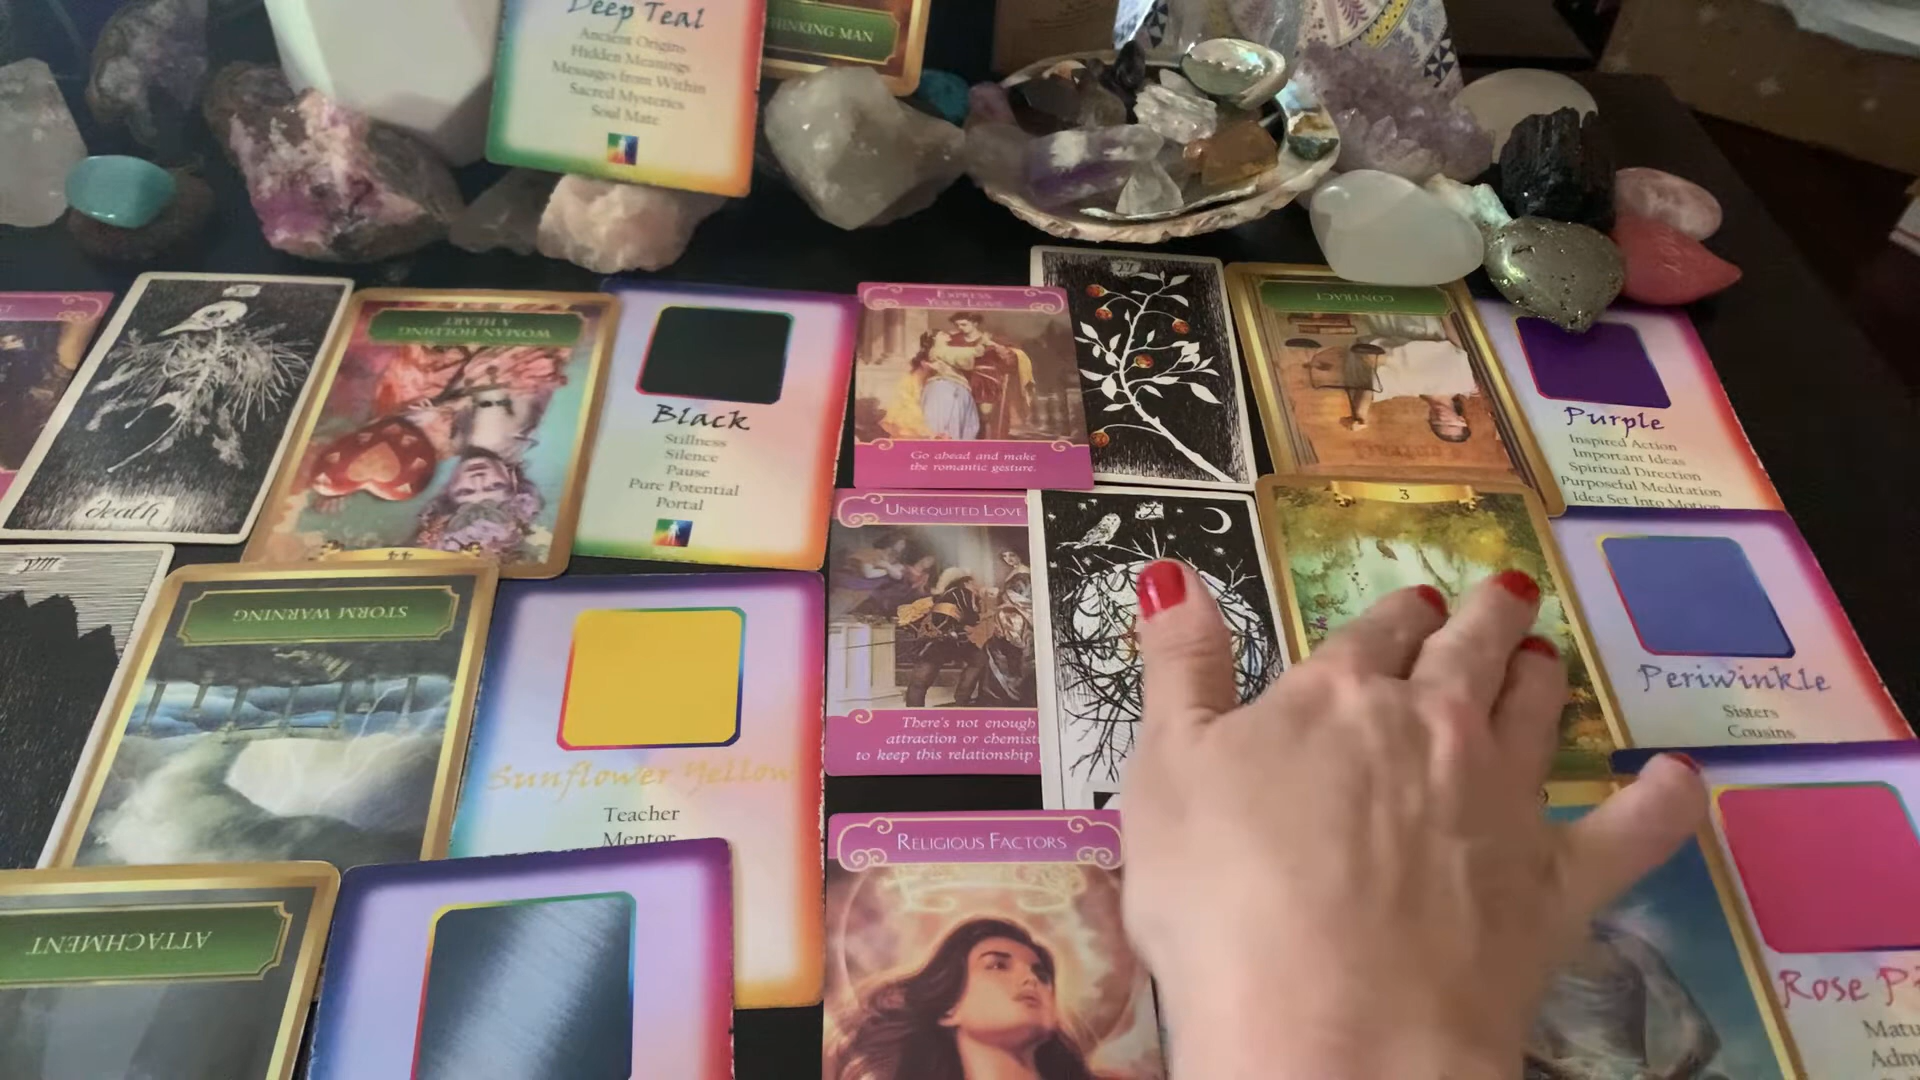 Deep Teal
Ancient Origins
Hidden Meanings
Messages from Within
Sacred Mysteries
Soul Mate
THINKING MAN
death
WOMAN HOLDING
A HEART
44
Black
Stillness
Silence
Pause
Pure Potential
Portal
EXPRESS
YOUR LOVE
Go ahead and make
the romantic gesture.
CONTRACT
Purple
Inspired Action
Important Ideas
Spiritual Direction
Purposeful Meditation
Idea Set Into Motion
STORM WARNING
Sunflower Yellow
Teacher
Mentor
UNREQUITED LOVE
There's not enough
attraction or
to keep this relationship
3
Periwinkle
Sisters
Cousins
ATTACHMENT
RELIGIOUS FACTORS
Rose